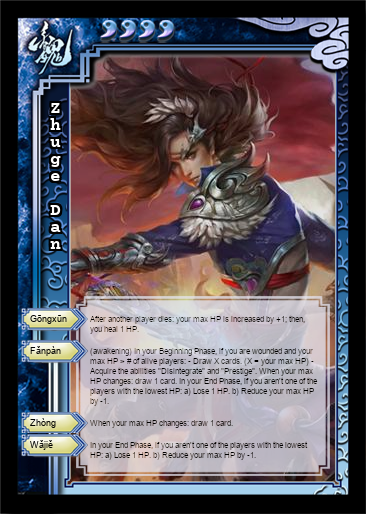 魏
Zhuge Dan
Gōngxūn
After another player dies: your max HP is increased by +1; then,
you heal 1 HP.
Fǎnpàn
(awakening) In your Beginning Phase, if you are wounded and your
max HP > # of alive players: - Draw X cards. (X = your max HP) -
Acquire the abilities "Disintegrate" and "Prestige". When your max
HP changes: draw 1 card. In your End Phase, if you aren't one of the
players with the lowest HP: a) Lose 1 HP. b) Reduce your max HP
by -1.
Zhòng
When your max HP changes: draw 1 card.
Wǎjiě
In your End Phase, if you aren't one of the players with the lowest
HP: a) Lose 1 HP. b) Reduce your max HP by -1.